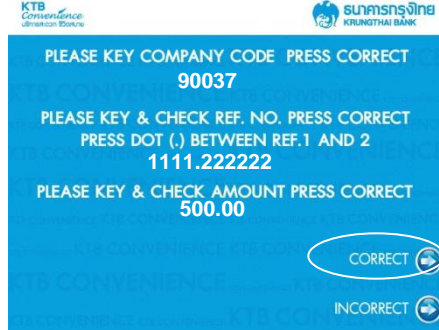 KTB
Convenience
ธนาคารกรุงไทย
KRUNGTHAI BANK
PLEASE KEY COMPANY CODE PRESS CORRECT
90037
PLEASE KEY & CHECK REF. NO. PRESS CORRECT
PRESS DOT (.) BETWEEN REF.1 AND 2
1111.222222
PLEASE KEY & CHECK AMOUNT PRESS CORRECT
500.00
CORRECT
INCORRECT